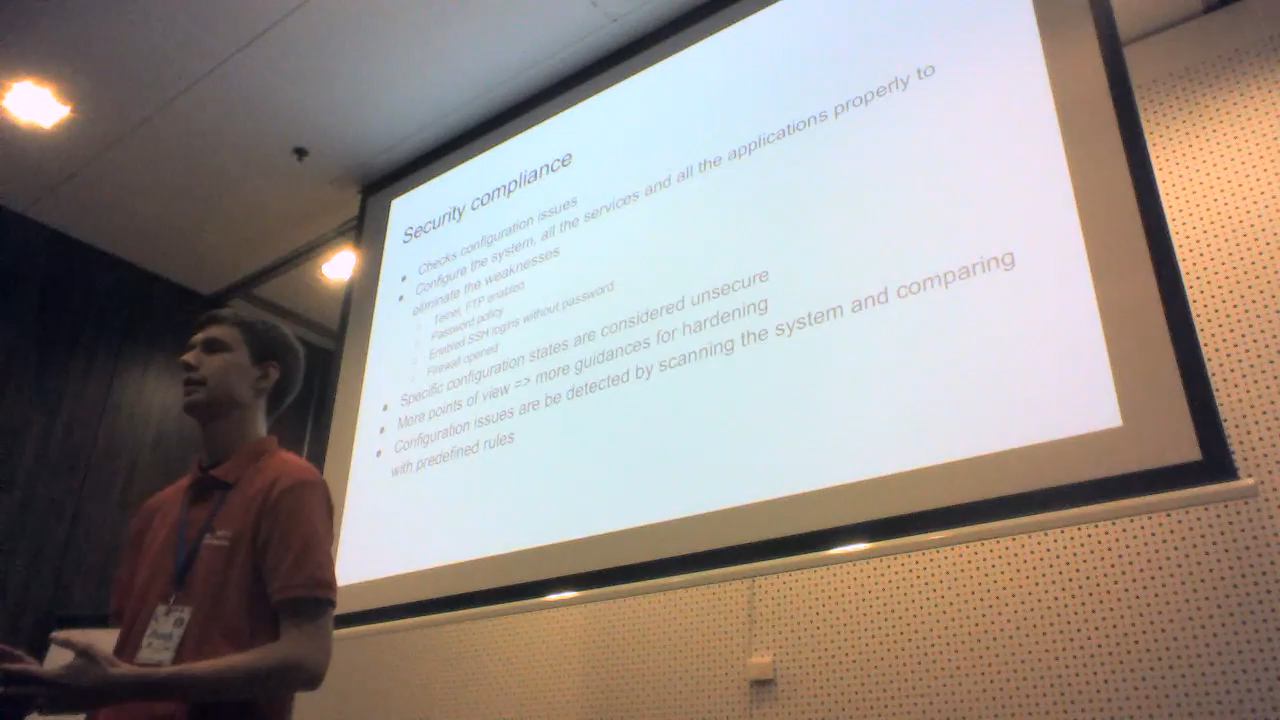 Security compliance
● Checks configuration issues
● Configure the system, all the services and all the applications properly to
eliminate the weaknesses
○ Telnet, FTP enabled
○ Password policy
○ Enabled SSH logins without password
○ Firewall opened
● Specific configuration states are considered unsecure
● More points of view => more guidances for hardening
● Configuration issues are be detected by scanning the system and comparing
with predefined rules